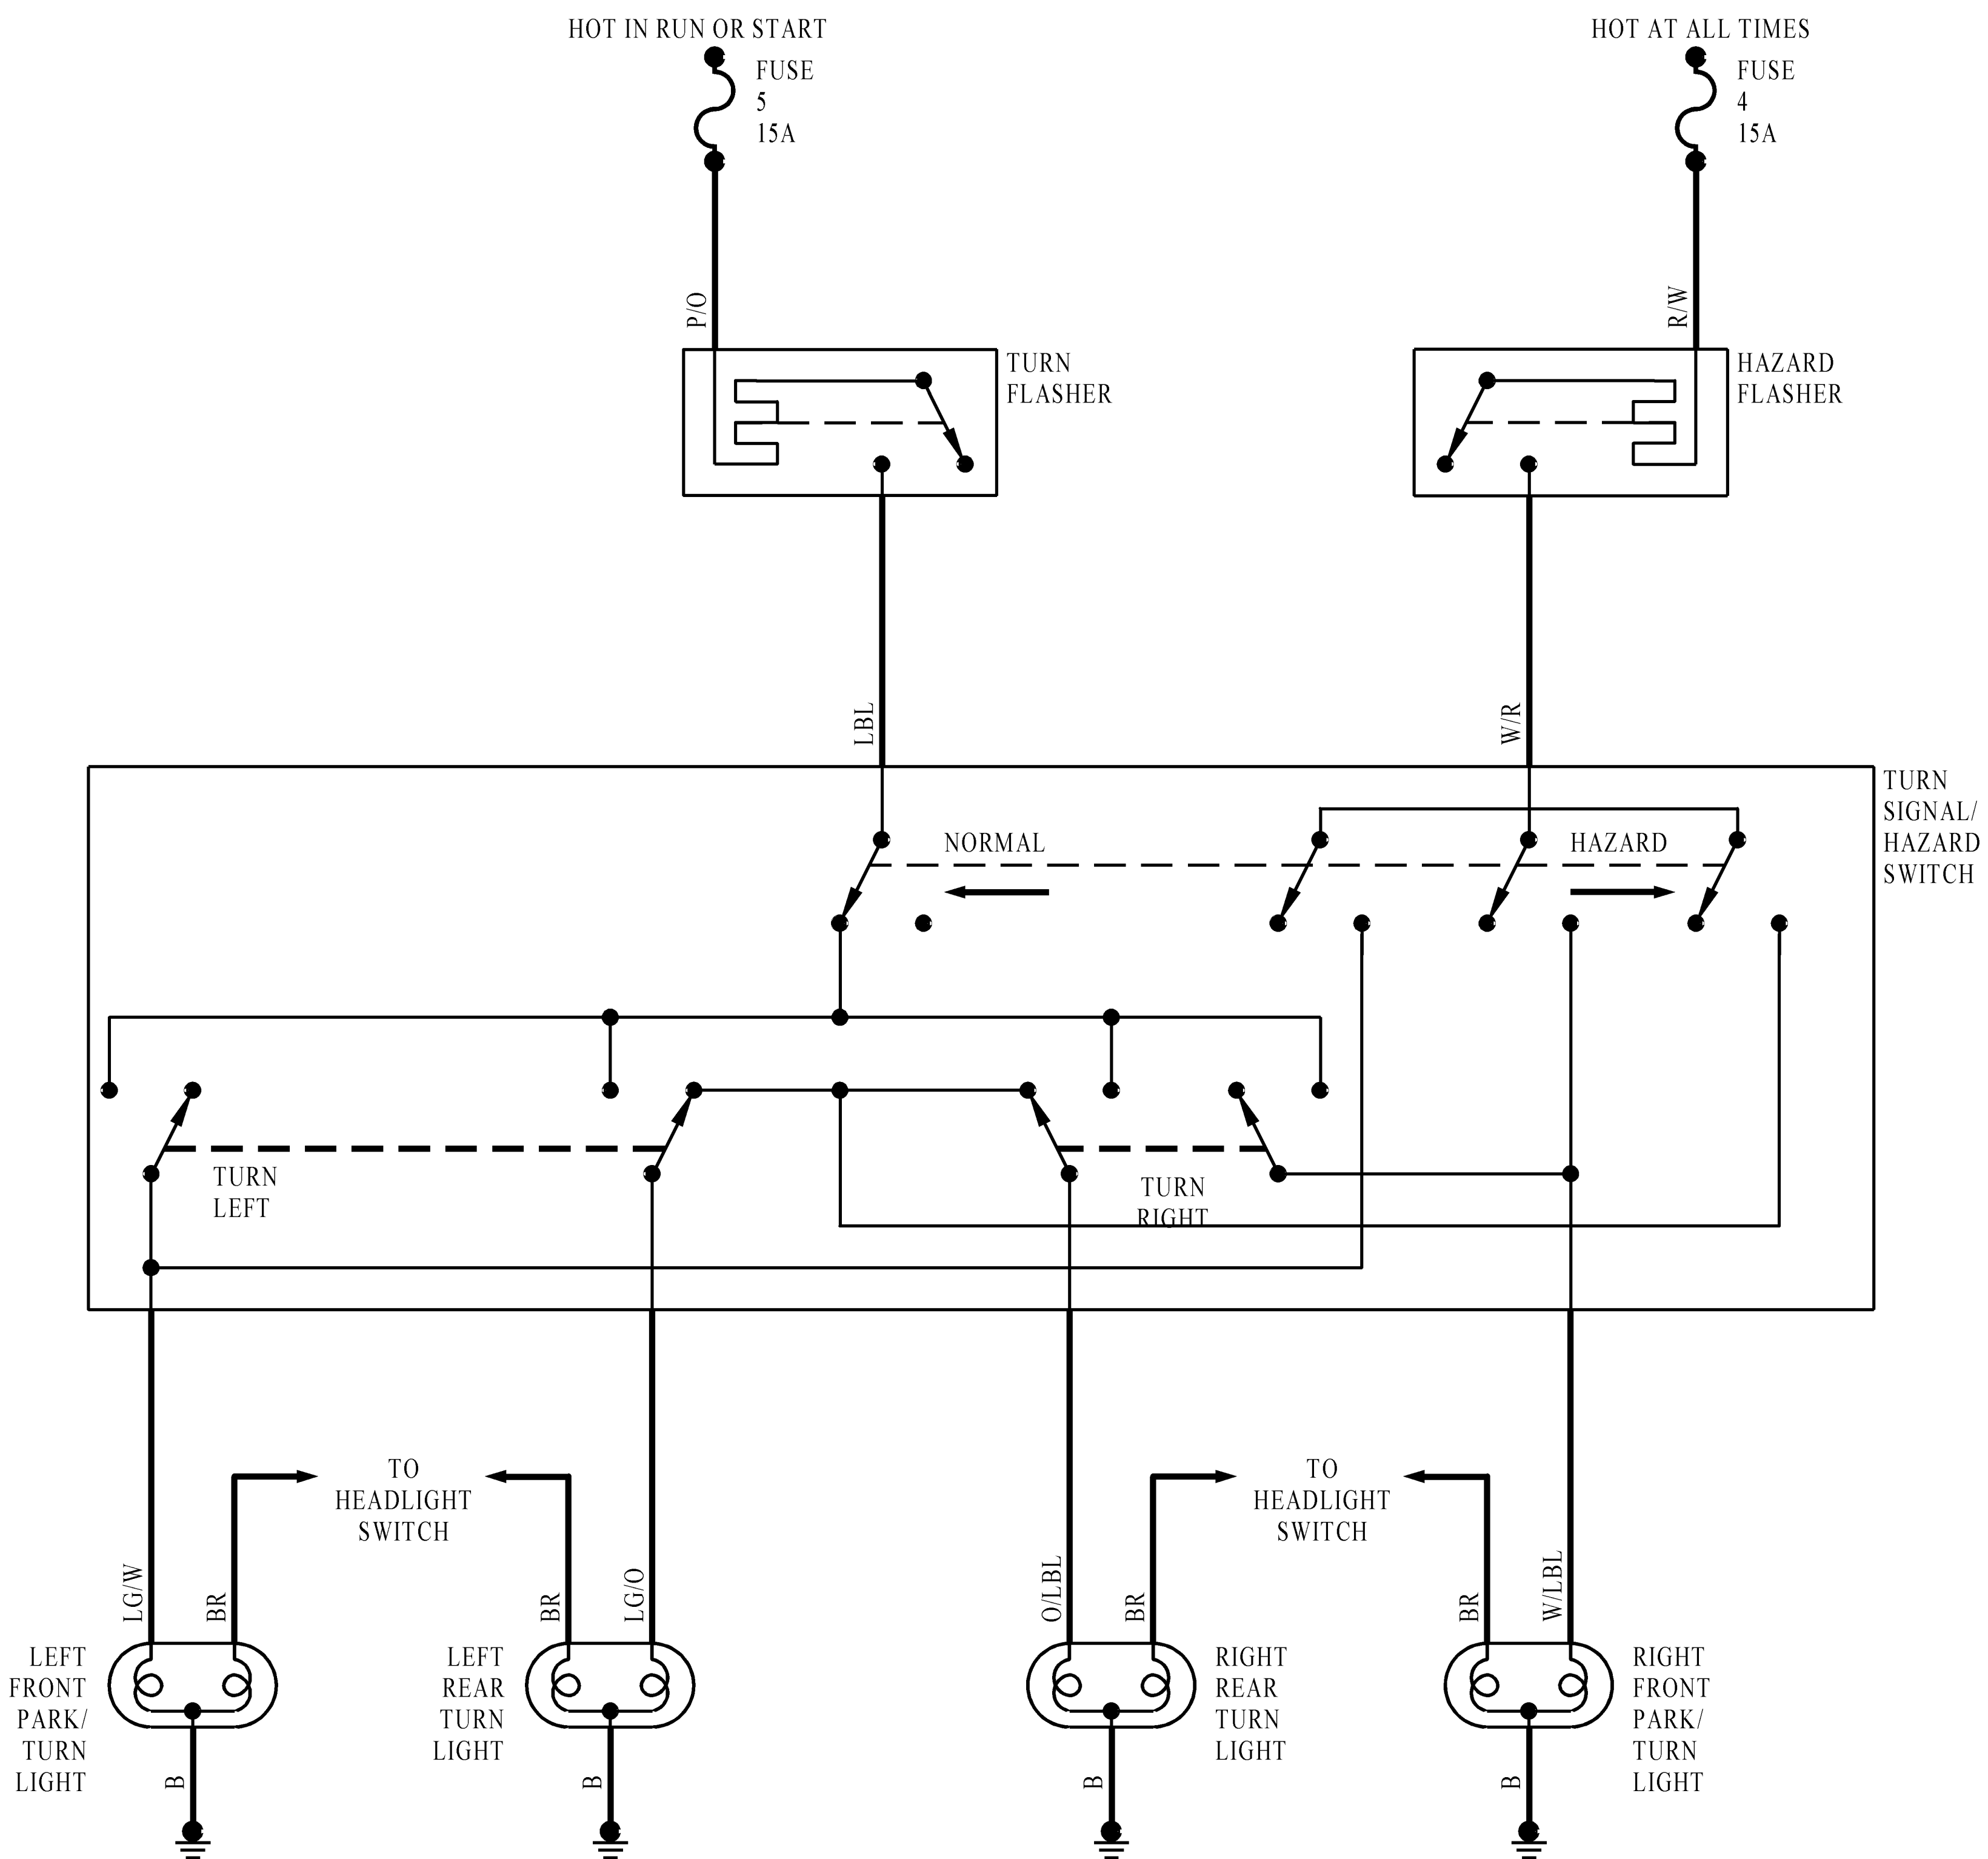 HOT IN RUN OR START
FUSE
5
15A
HOT AT ALL TIMES
FUSE
4
15A
P/O
R/W
TURN
FLASHER
HAZARD
FLASHER
LBL
W/R
TURN
SIGNAL/
HAZARD
SWITCH
NORMAL
HAZARD
TURN
LEFT
TURN
RIGHT
TO
HEADLIGHT
SWITCH
TO
HEADLIGHT
SWITCH
LG/W
BR
BR
LG/O
O/LBL
BR
BR
W/LBL
LEFT
FRONT
PARK/
TURN
LIGHT
LEFT
REAR
TURN
LIGHT
RIGHT
REAR
TURN
LIGHT
RIGHT
FRONT
PARK/
TURN
LIGHT
B
B
B
B